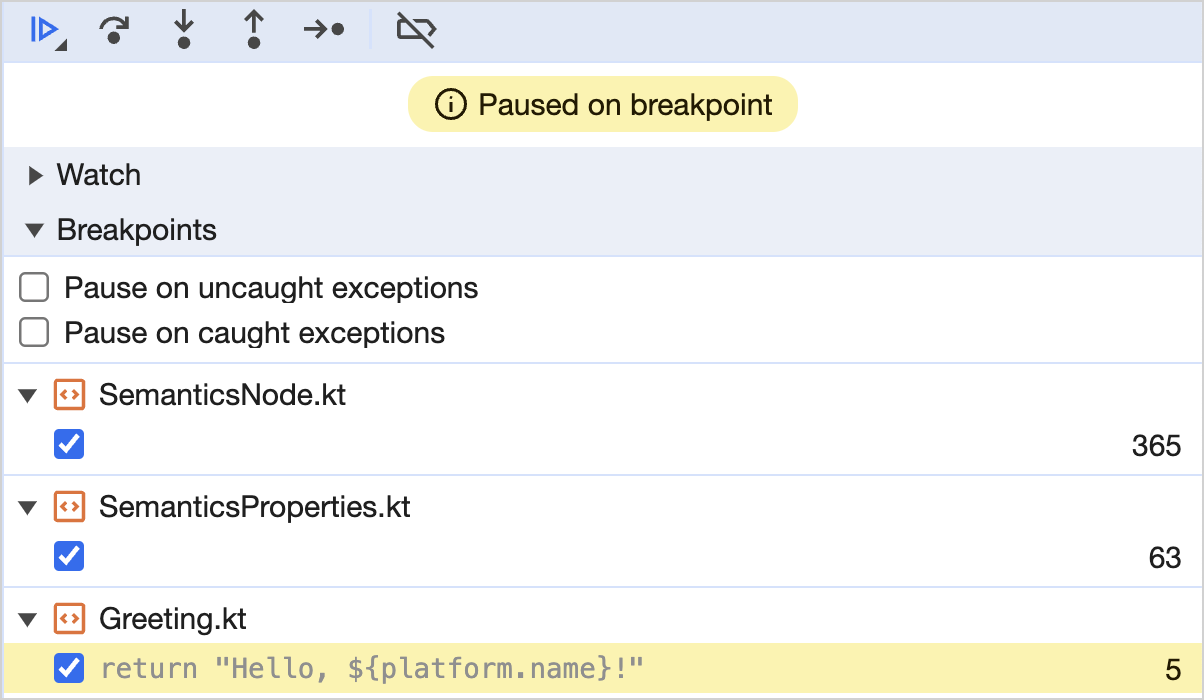 Paused on breakpoint
Watch
Breakpoints
Pause on uncaught exceptions
Pause on caught exceptions
SemanticsNode.kt
365
SemanticsProperties.kt
63
Greeting.kt
return "Hello, ${platform.name}!" 5